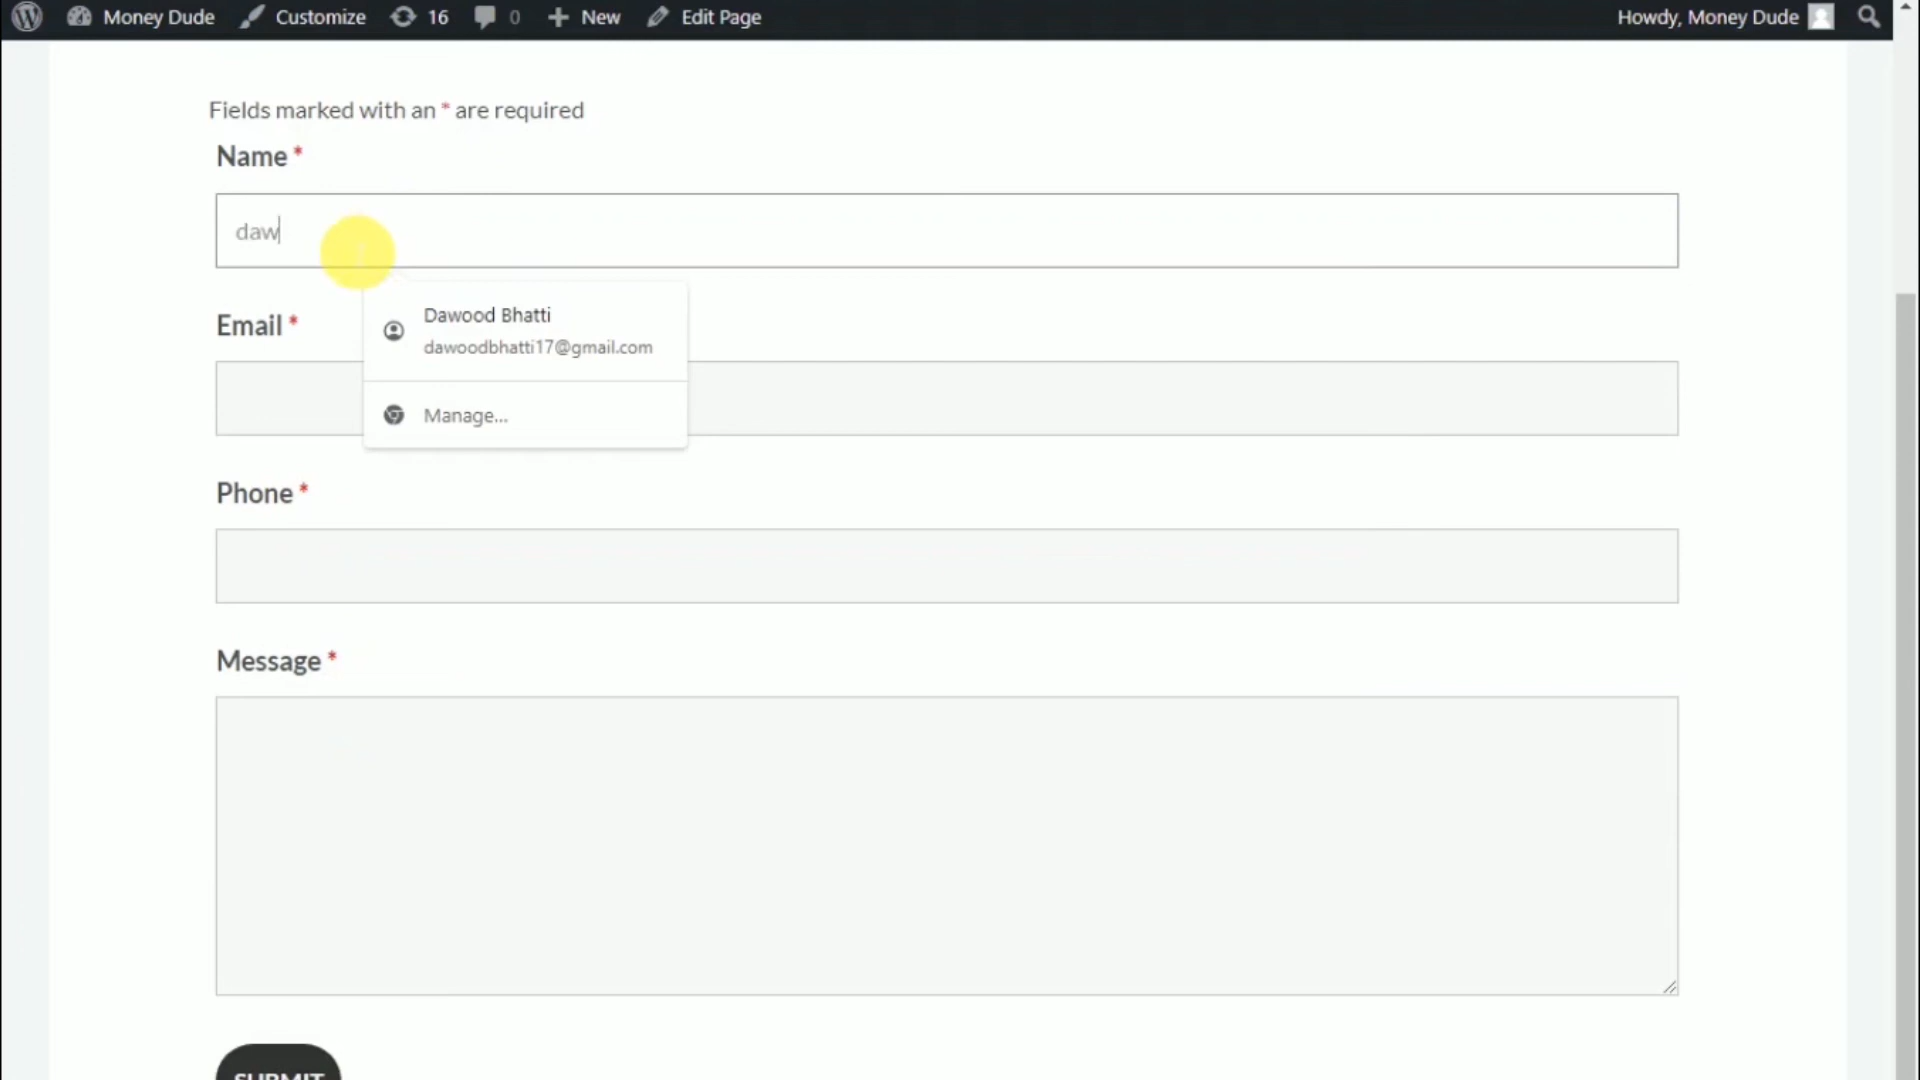 Money Dude Customize 16 0 New Edit Page Howdy, Money Dude
Fields marked with an * are required
Name *
daw
Dawood Bhatti
dawoodbhatti17@gmail.com
Manage...
Email *
Phone *
Message *
SUBMIT